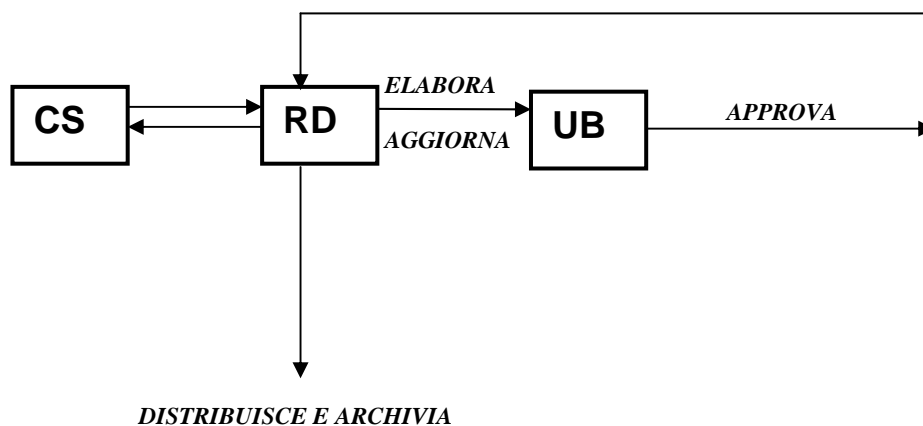 ELABORA
CS
RD
UB
APPROVA
AGGIORNA
DISTRIBUISCE E ARCHIVIA